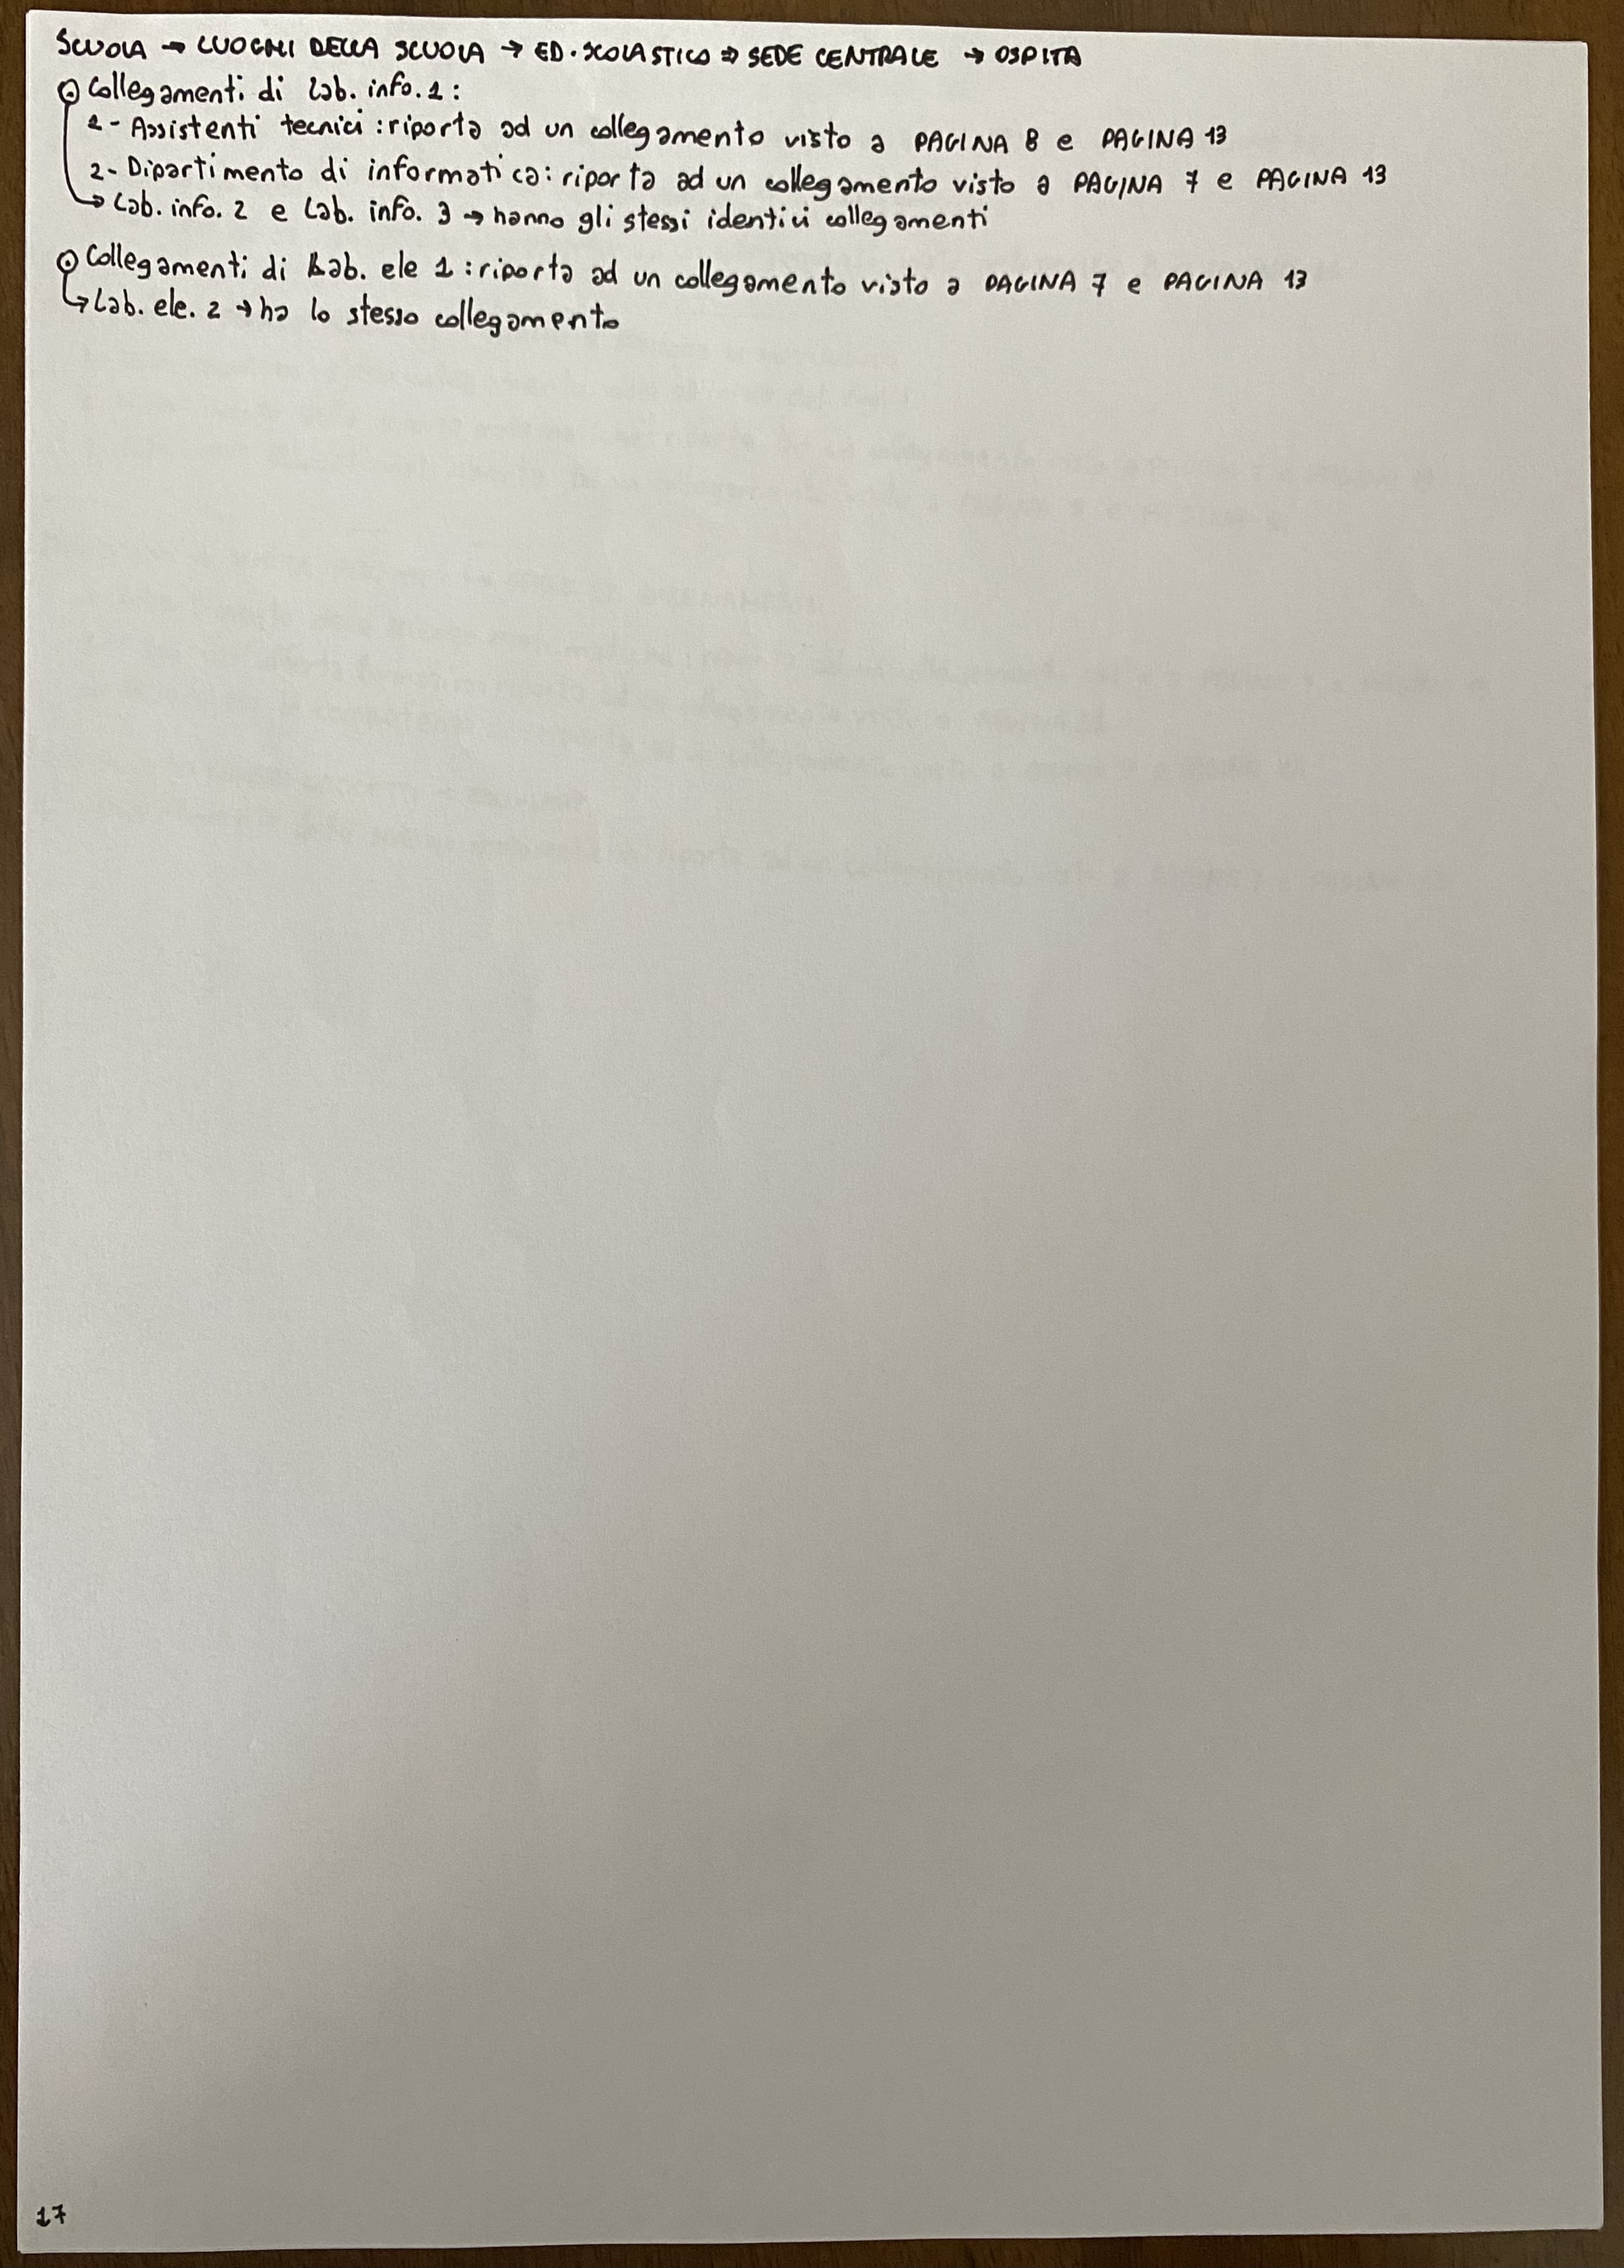 SCUOLA → LUOGHI DELLA SCUOLA → ED. SCOLASTICO → SEDE CENTRALE → OSPITA
⊙ Collegamenti di Lab. info. 1:
1 - Assistenti tecnici: riporta ad un collegamento visto a PAGINA 8 e PAGINA 13
2 - Dipartimento di informatica: riporta ad un collegamento visto a PAGINA 7 e PAGINA 13
↳ Lab. info. 2 e Lab. info. 3 → hanno gli stessi identici collegamenti
⊙ Collegamenti di Lab. ele 1: riporta ad un collegamento visto a PAGINA 7 e PAGINA 13
↳ Lab. ele. 2 → ha lo stesso collegamento
17